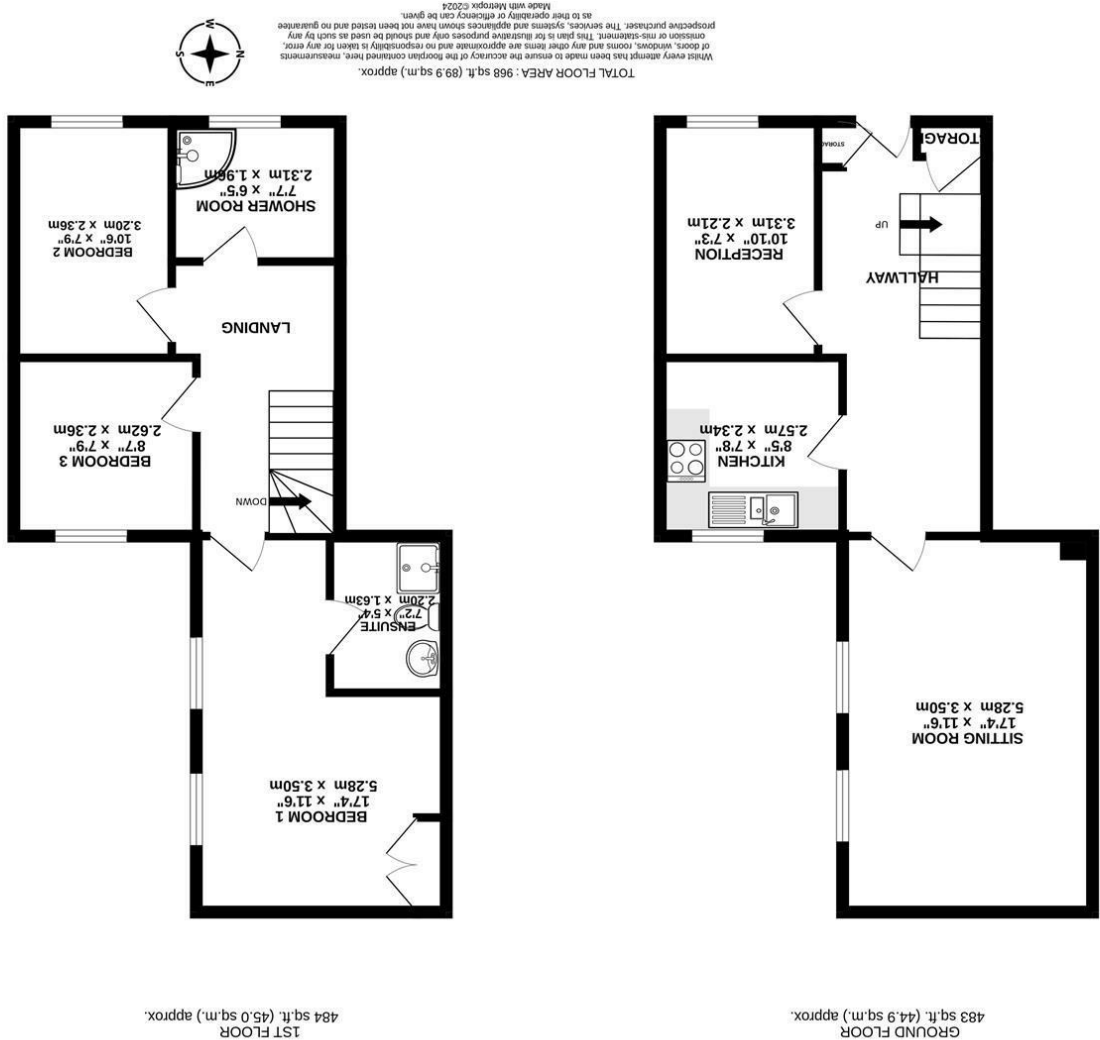 GROUND FLOOR
483 sq.ft. (44.9 sq.m.) approx.
1ST FLOOR
484 sq.ft. (45.0 sq.m.) approx.
SITTING ROOM
17'4" x 11'6"
5.28m x 3.50m
KITCHEN
8'5" x 7'8"
2.57m x 2.34m
HALLWAY
UP
RECEPTION
10'10" x 7'3"
3.31m x 2.21m
STORAGE
STORAGE
BEDROOM 1
17'4" x 11'6"
5.28m x 3.50m
ENSUITE
7'2" x 5'4"
2.20m x 1.63m
DOWN
BEDROOM 3
8'7" x 7'9"
2.62m x 2.36m
LANDING
BEDROOM 2
10'6" x 7'9"
3.20m x 2.36m
SHOWER ROOM
7'7" x 6'5"
2.31m x 1.96m
TOTAL FLOOR AREA : 968 sq.ft. (89.9 sq.m.) approx.
Whilst every attempt has been made to ensure the accuracy of the floorplan contained here, measurements
of doors, windows, rooms and any other items are approximate and no responsibility is taken for any error,
omission or mis-statement. This plan is for illustrative purposes only and should be used as such by any
prospective purchaser. The services, systems and appliances shown have not been tested and no guarantee
as to their operability or efficiency can be given.
Made with Metropix ©2024
E
N
S
W